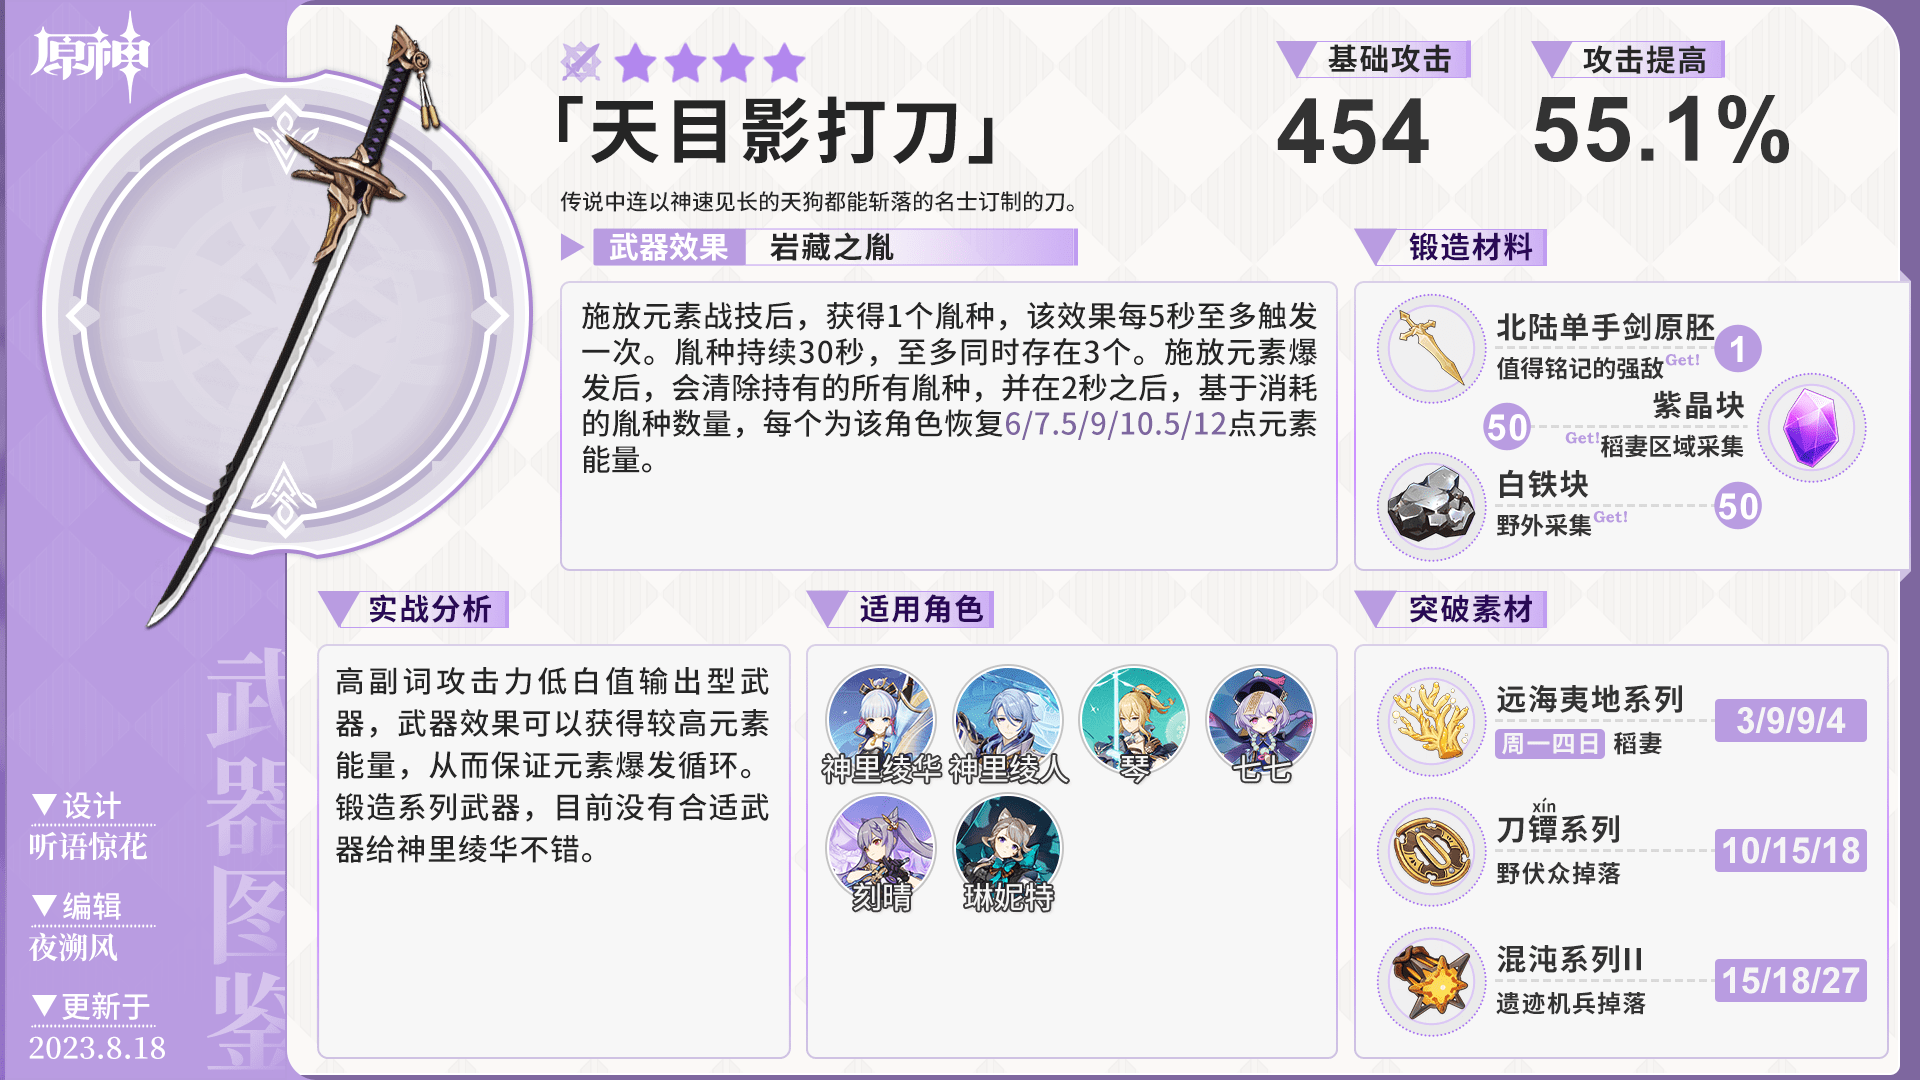 原神
「天目影打刀」
传说中连以神速见长的天狗都能斩落的名士订制的刀。
基础攻击
454
攻击提高
55.1%
武器效果 岩藏之胤
施放元素战技后，获得1个胤种，该效果每5秒至多触发
一次。胤种持续30秒，至多同时存在3个。施放元素爆
发后，会清除持有的所有胤种，并在2秒之后，基于消耗
的胤种数量，每个为该角色恢复6/7.5/9/10.5/12点元素
能量。
锻造材料
北陆单手剑原胚
值得铭记的强敌Get!
1
紫晶块
50
Get!稻妻区域采集
白铁块
野外采集Get!
50
实战分析
高副词攻击力低白值输出型武
器，武器效果可以获得较高元素
能量，从而保证元素爆发循环。
锻造系列武器，目前没有合适武
器给神里绫华不错。
适用角色
神里绫华 神里绫人 琴 七七
刻晴 琳妮特
突破素材
远海夷地系列
周一四日 稻妻
3/9/9/4
xín
刀镡系列
野伏众掉落
10/15/18
混沌系列II
遗迹机兵掉落
15/18/27
武器图鉴
▼设计
听语惊花
▼编辑
夜溯风
▼更新于
2023.8.18